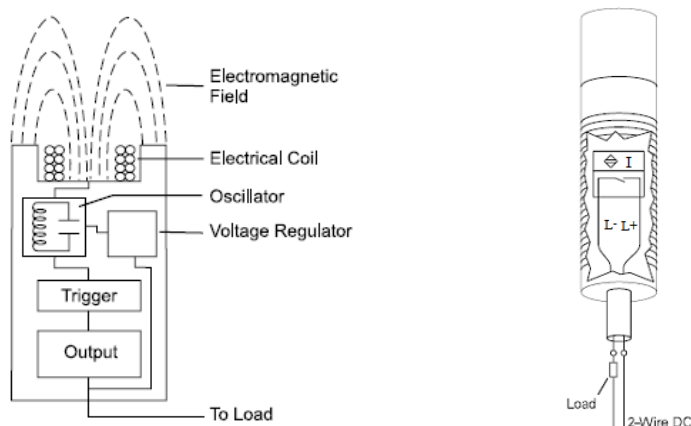 Electromagnetic
Field
Electrical Coil
Oscillator
Voltage Regulator
Trigger
Output
To Load
I
L- L+
Load
2-Wire DC